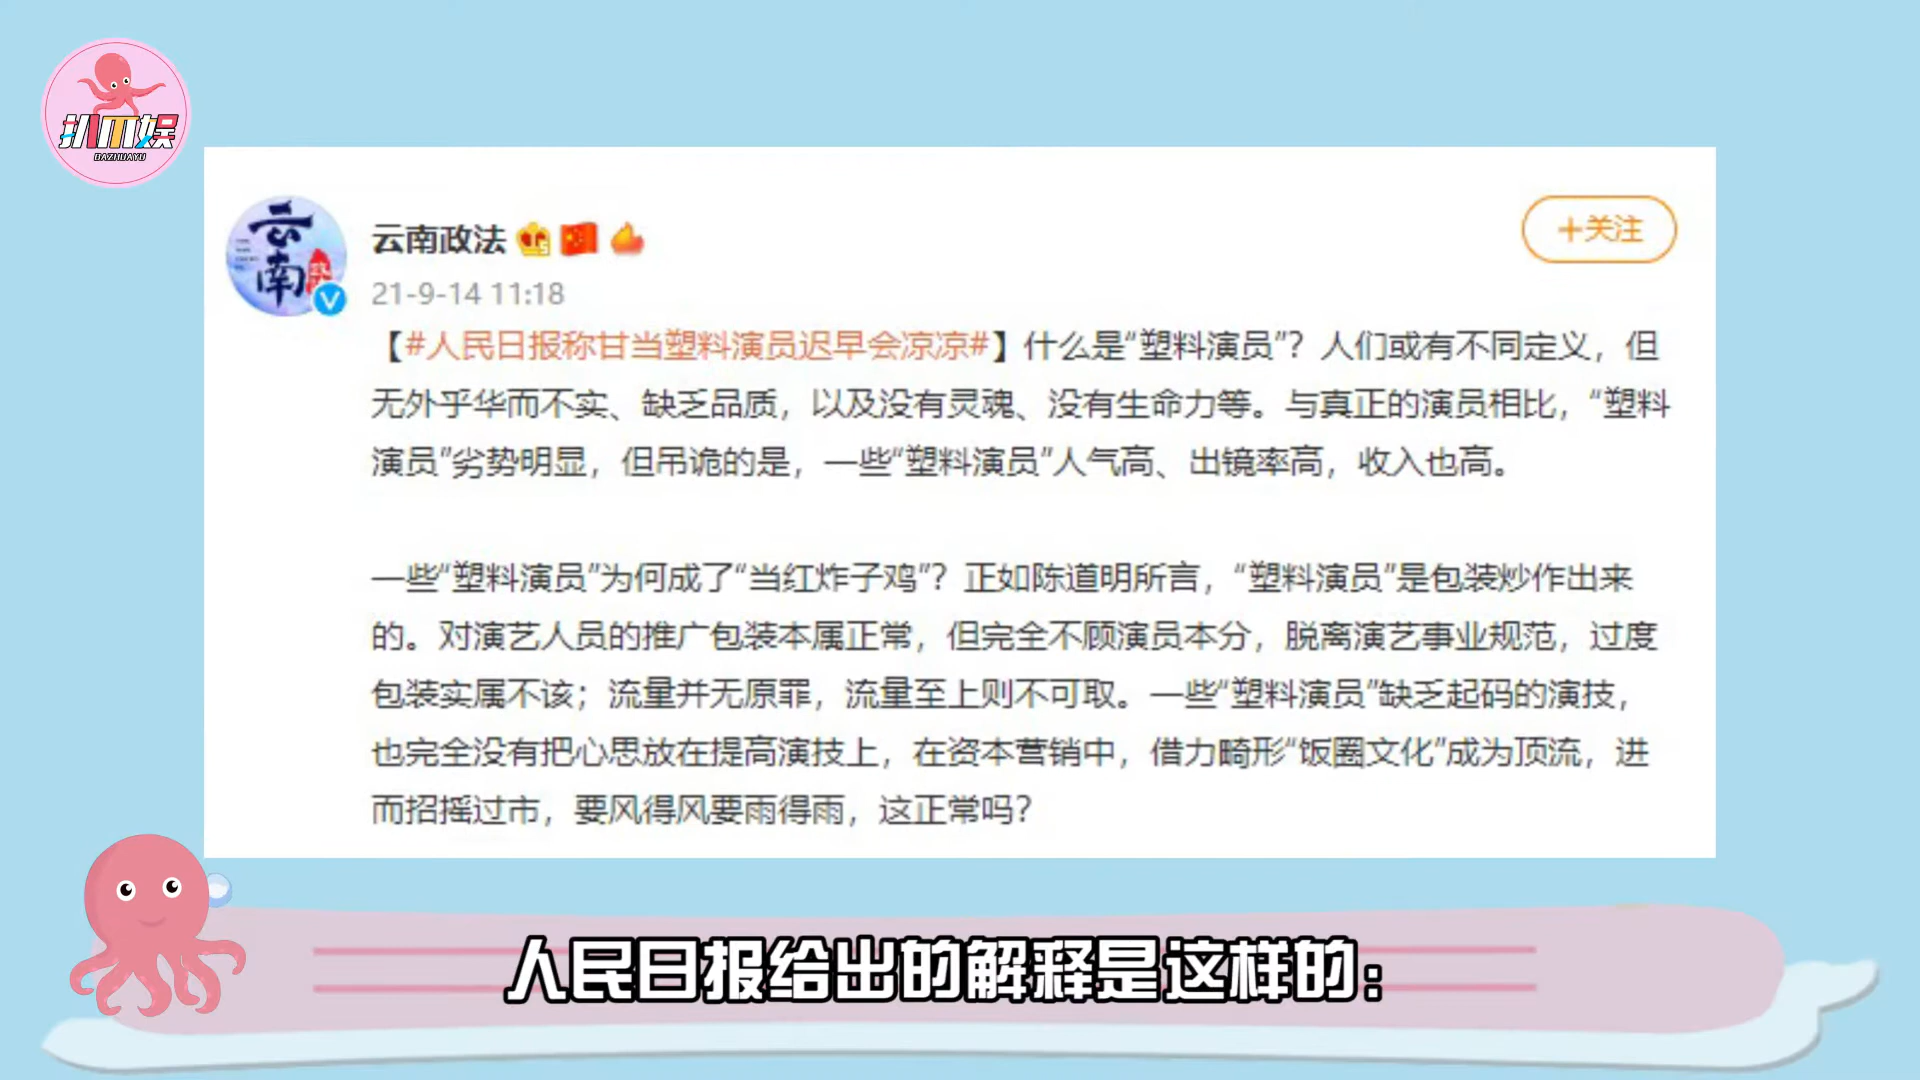 扒爪娱
BAZHUAYU
云南
云南政法
+关注
21-9-14 11:18
【#人民日报称甘当塑料演员迟早会凉凉#】什么是“塑料演员”？人们或有不同定义，但
无外乎华而不实、缺乏品质，以及没有灵魂、没有生命力等。与真正的演员相比，“塑料
演员”劣势明显，但吊诡的是，一些“塑料演员”人气高、出镜率高，收入也高。
一些“塑料演员”为何成了“当红炸子鸡”？正如陈道明所言，“塑料演员”是包装炒作出来
的。对演艺人员的推广包装本属正常，但完全不顾演员本分，脱离演艺事业规范，过度
包装实属不该；流量并无原罪，流量至上则不可取。一些“塑料演员”缺乏起码的演技，
也完全没有把心思放在提高演技上，在资本营销中，借力畸形“饭圈文化”成为顶流，进
而招摇过市，要风得风要雨得雨，这正常吗？
人民日报给出的解释是这样的：